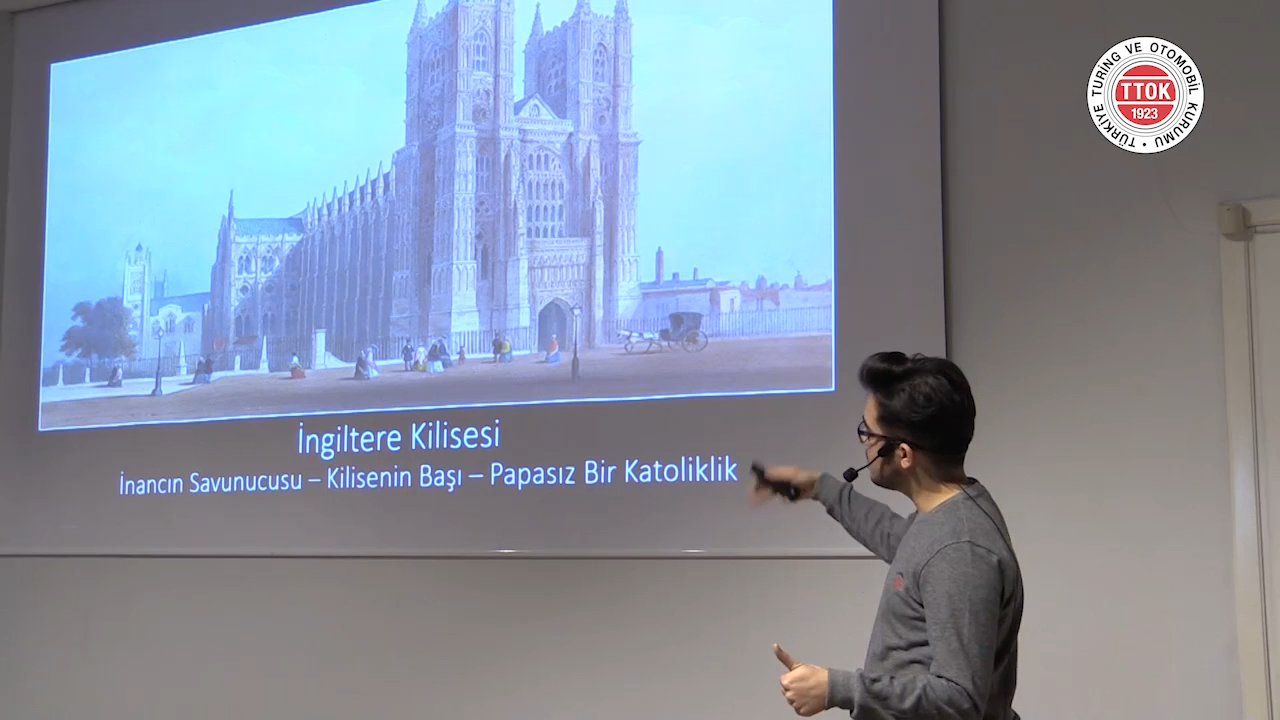 İngiltere Kilisesi
İnancın Savunucusu – Kilisenin Başı – Papasız Bir Katoliklik
TÜRKİYE TURİNG VE OTOMOBİL KURUMU
TTOK
1923